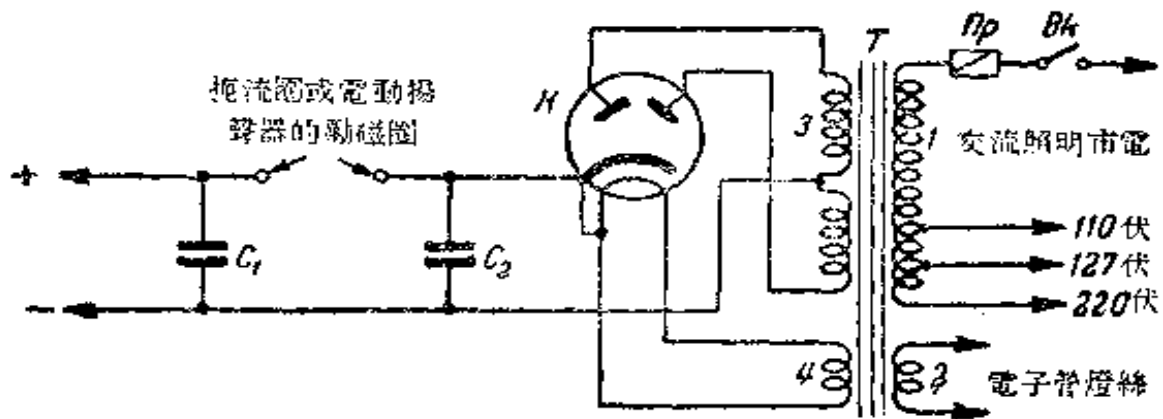 Пр Вк
T
扼流圈或電動揚
聲器的勵磁圈
К
3
1 交流照明市電
+
110伏
C₁
C₂
127伏
-
220伏
4
2 電子管燈絲